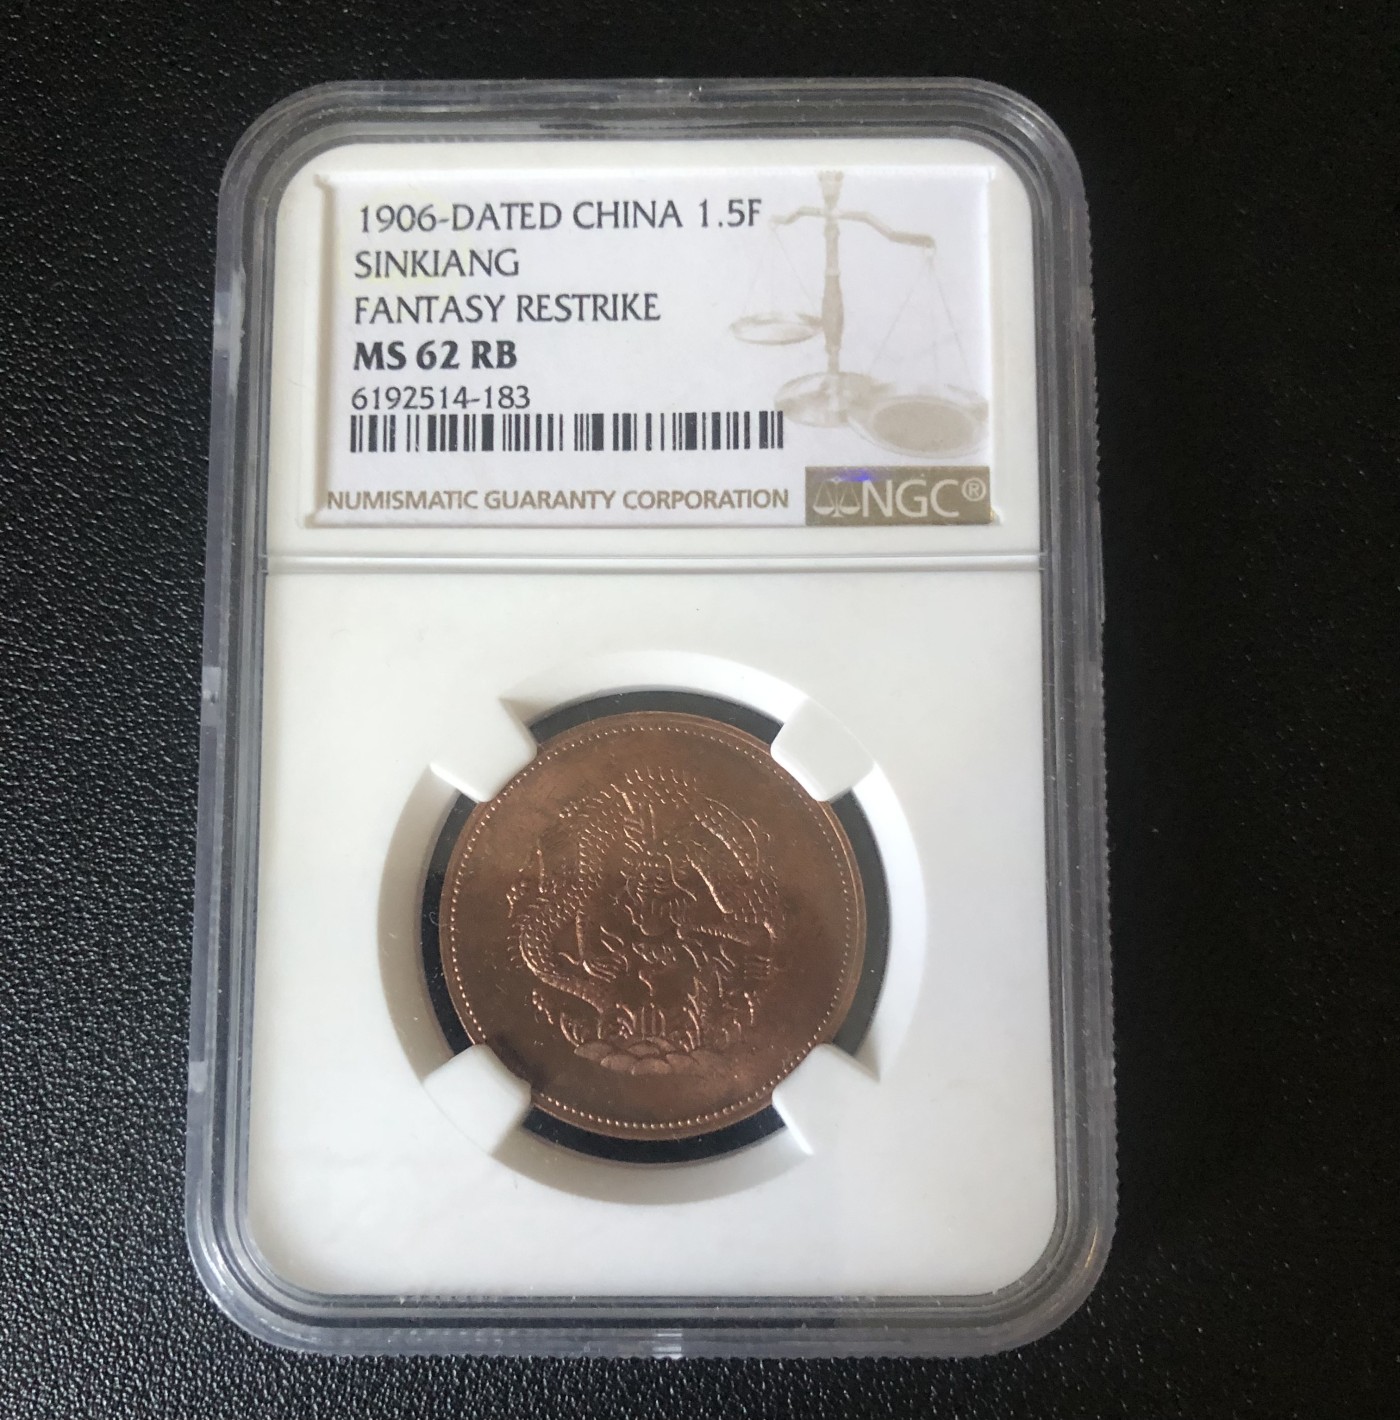 1906-DATED CHINA 1.5F
SINKIANG
FANTASY RESTRIKE
MS 62 RB
6192514-183
NUMISMATIC GUARANTY CORPORATION
NGC®